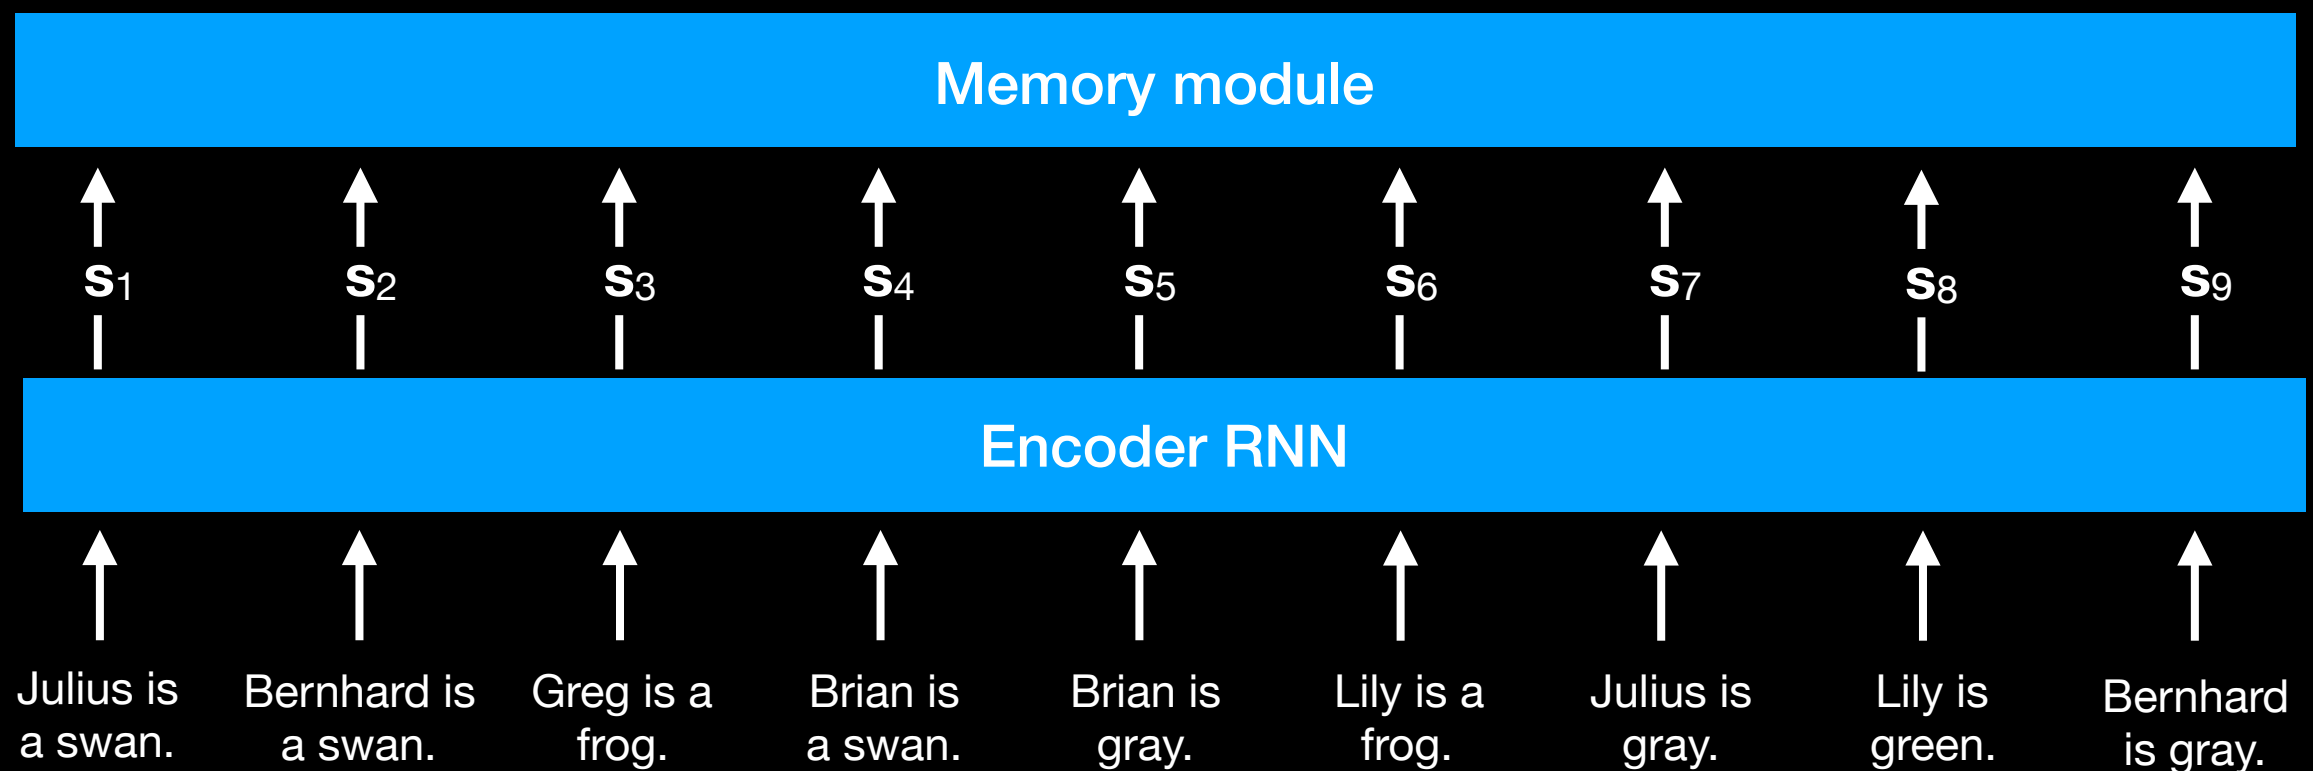 Memory module
s1 s2 s3 s4 s5 s6 s7 s8 s9
Encoder RNN
Julius is
a swan.
Bernhard is
a swan.
Greg is a
frog.
Brian is
a swan.
Brian is
gray.
Lily is a
frog.
Julius is
gray.
Lily is
green.
Bernhard
is gray.